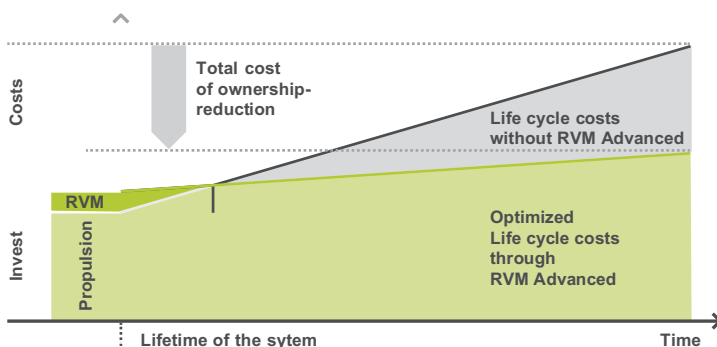 Costs
Total cost
of ownership-
reduction
Life cycle costs
without RVM Advanced
RVM
Invest
Propulsion
Optimized
Life cycle costs
through
RVM Advanced
Lifetime of the sytem
Time